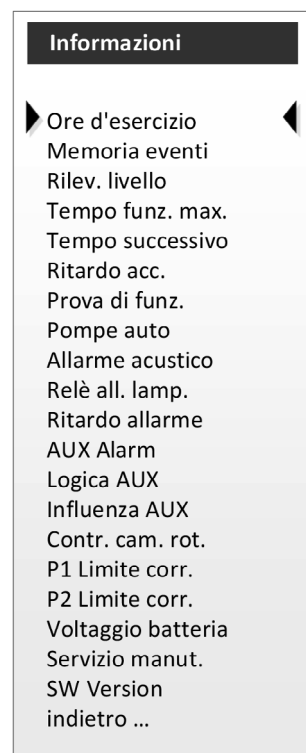 Informazioni
Ore d'esercizio
Memoria eventi
Rilev. livello
Tempo funz. max.
Tempo successivo
Ritardo acc.
Prova di funz.
Pompe auto
Allarme acustico
Relè all. lamp.
Ritardo allarme
AUX Alarm
Logica AUX
Influenza AUX
Contr. cam. rot.
P1 Limite corr.
P2 Limite corr.
Voltaggio batteria
Servizio manut.
SW Version
indietro ...